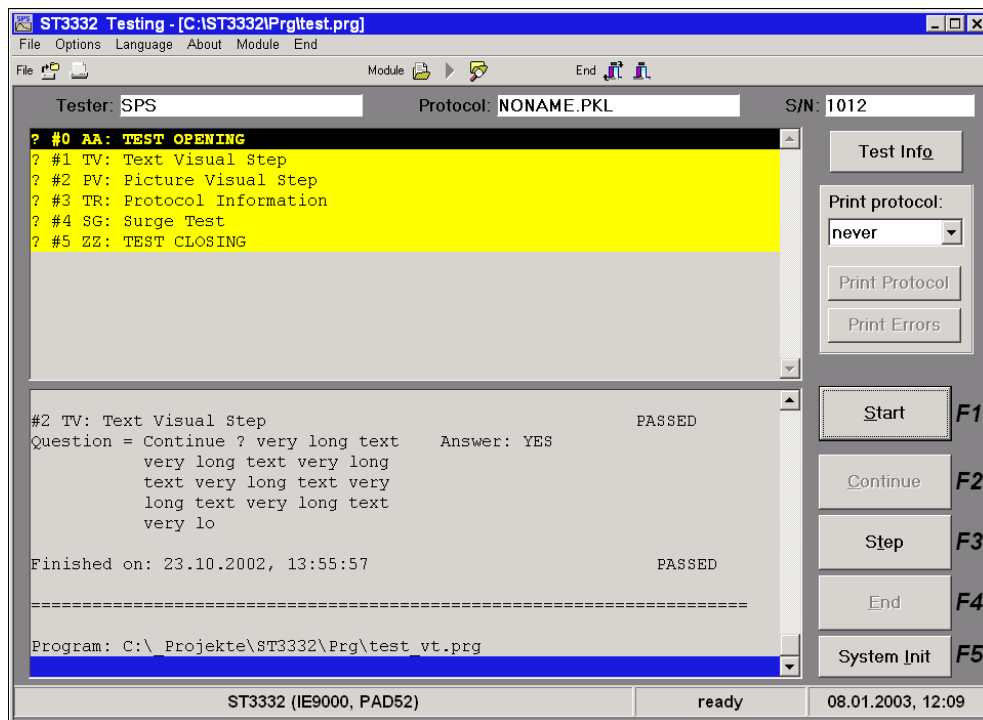 ST3332 Testing - [C:\ST3332\Prg\test.prg]
File Options Language About Module End
File Module End
Tester: SPS Protocol: NONAME.PKL S/N: 1012
? #0 AA: TEST OPENING
? #1 TV: Text Visual Step
? #2 PV: Picture Visual Step
? #3 TR: Protocol Information
? #4 SG: Surge Test
? #5 ZZ: TEST CLOSING
Test Info
Print protocol:
never
Print Protocol
Print Errors
#2 TV: Text Visual Step PASSED
Question = Continue ? very long text Answer: YES
very long text very long
text very long text very
long text very long text
very lo
Finished on: 23.10.2002, 13:55:57 PASSED
======================================================================
Program: C:\_Projekte\ST3332\Prg\test_vt.prg
Start F1
Continue F2
Step F3
End F4
System Init F5
ST3332 (IE9000, PAD52) ready 08.01.2003, 12:09